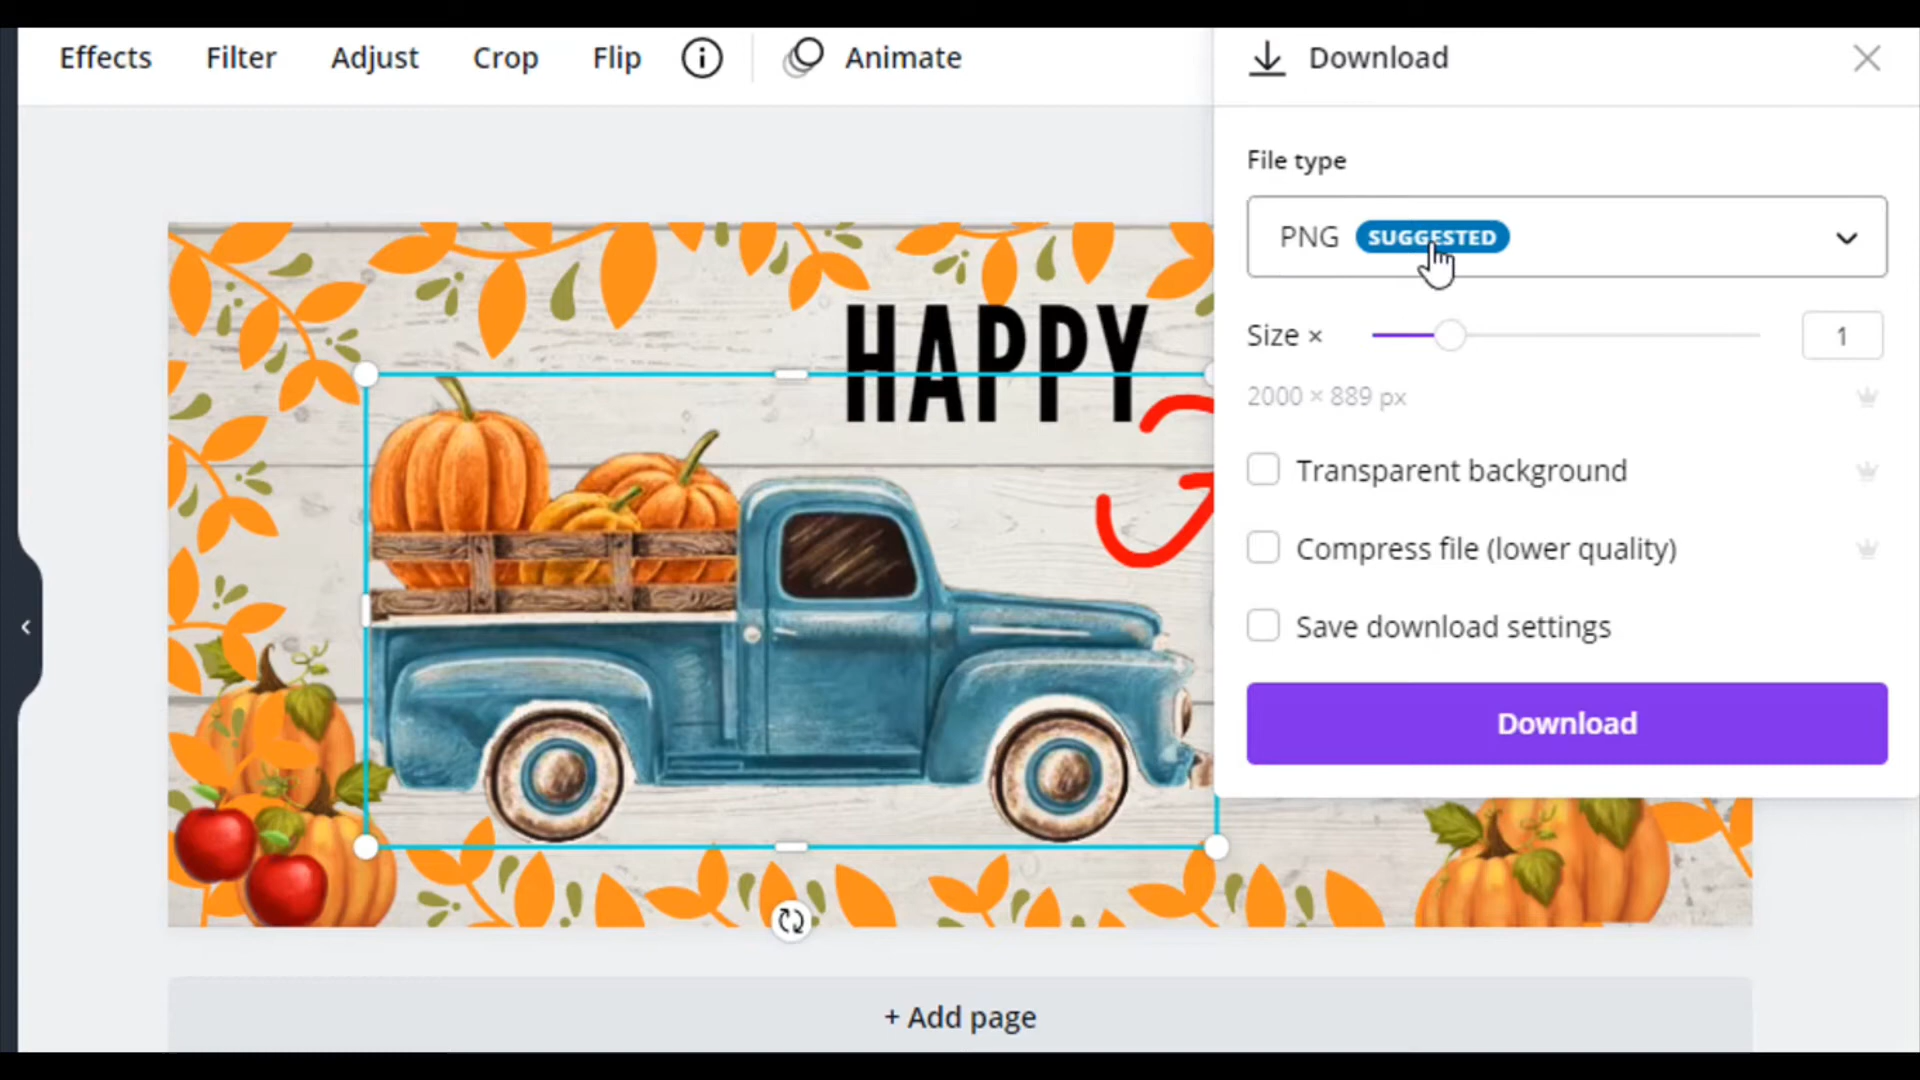 Effects Filter Adjust Crop Flip Animate
Download
File type
PNG SUGGESTED
Size × 1
2000 × 889 px
Transparent background
Compress file (lower quality)
Save download settings
Download
HAPPY
+ Add page